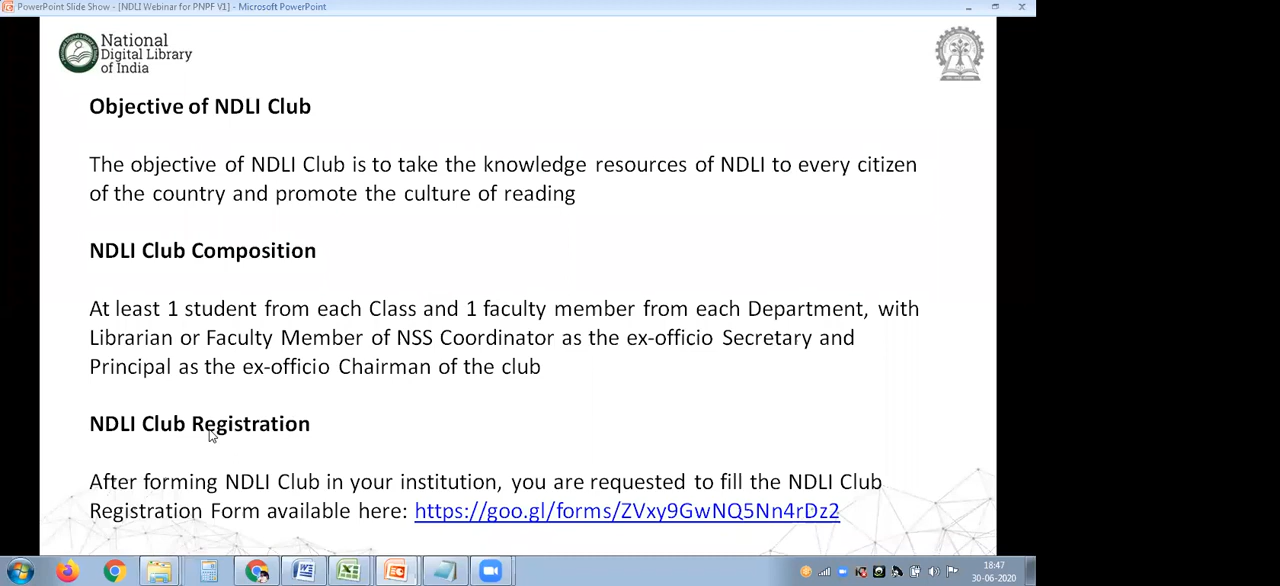 PowerPoint Slide Show - [NDLI Webinar for PNPF V1] - Microsoft PowerPoint
National
Digital Library
of India
Objective of NDLI Club
The objective of NDLI Club is to take the knowledge resources of NDLI to every citizen
of the country and promote the culture of reading
NDLI Club Composition
At least 1 student from each Class and 1 faculty member from each Department, with
Librarian or Faculty Member of NSS Coordinator as the ex-officio Secretary and
Principal as the ex-officio Chairman of the club
NDLI Club Registration
After forming NDLI Club in your institution, you are requested to fill the NDLI Club
Registration Form available here: https://goo.gl/forms/ZVxy9GwNQ5Nn4rDz2
18:47
30-06-2020